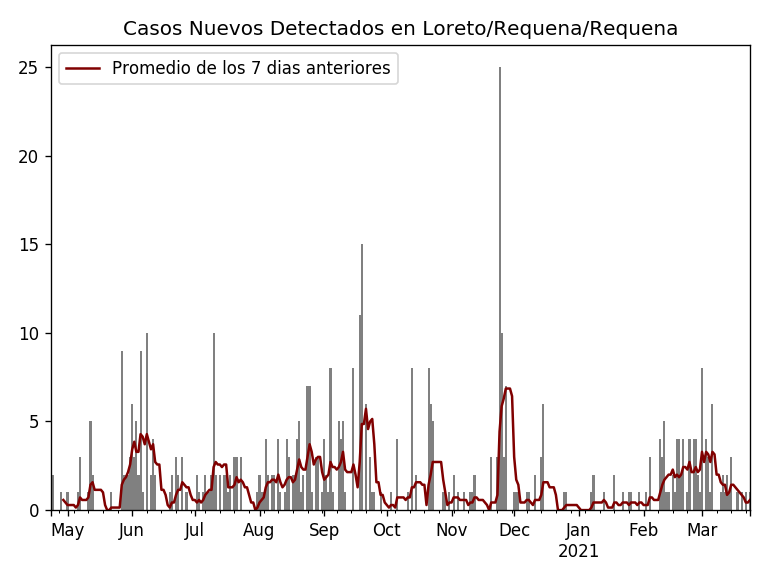 Casos Nuevos Detectados en Loreto/Requena/Requena
Promedio de los 7 dias anteriores
25
20
15
10
5
0
May Jun Jul Aug Sep Oct Nov Dec Jan Feb Mar
2021